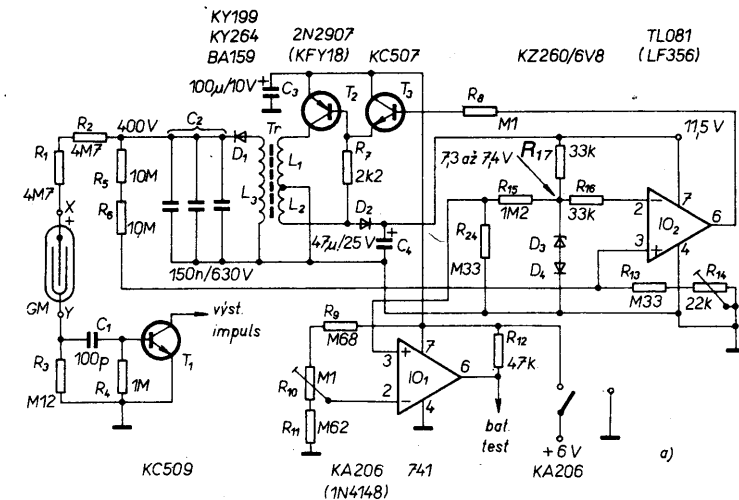 KY199
KY264
BA159
2N2907
(KFY18)
KC507
KZ260/6V8
TL081
(LF356)
100µ/10V
+
C3
T2
T3
R8
M1
11,5 V
R2
4M7
400V
C2
D1
Tr
L1
L2
L3
R7
2k2
7,3 až 7,4V
R17
33k
R1
4M7
R5
10M
R6
10M
R15
1M2
R16
33k
2
3
7
6
4
IO2
X
+
D2
47µ/25 V
+
C4
R24
M33
D3
D4
R13
M33
R14
22k
150n/630V
GM
Y
výst.
impuls
C1
100p
T1
R3
M12
R4
1M
R9
M68
R10
M1
R11
M62
3
2
+
−
7
6
4
IO1
R12
47k
bat.
test
+6V
a)
KC509
KA206
(1N4148)
741
KA206